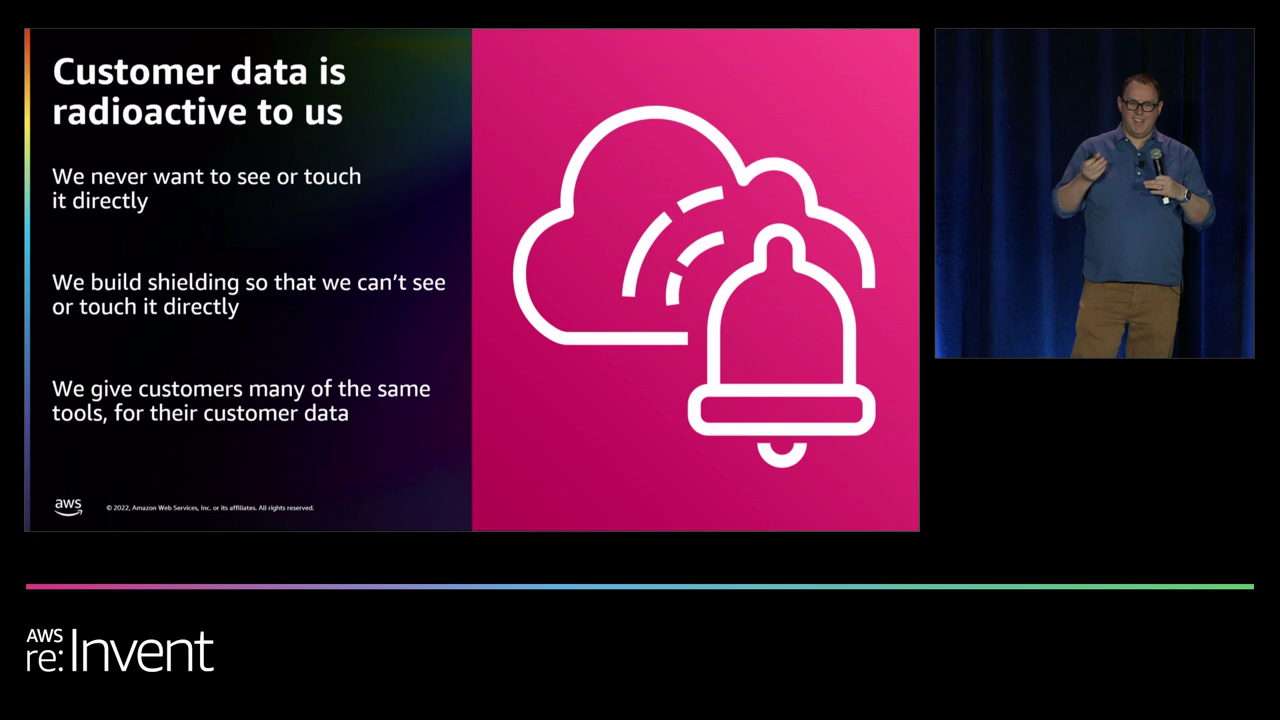 Customer data is
radioactive to us
We never want to see or touch
it directly
We build shielding so that we can't see
or touch it directly
We give customers many of the same
tools, for their customer data
aws
© 2022, Amazon Web Services, Inc. or its affiliates. All rights reserved.
AWS
re:Invent